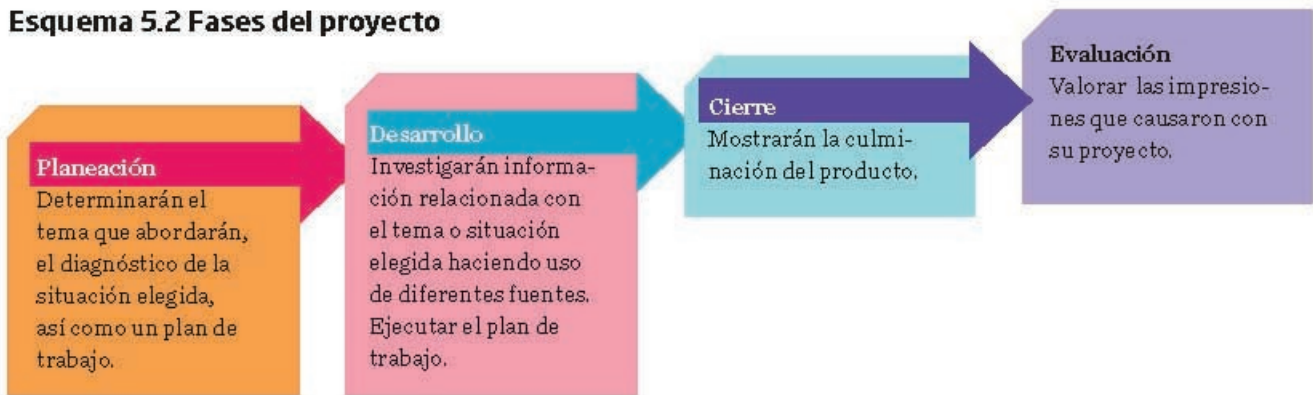 Esquema 5.2 Fases del proyecto
Planeación
Determinarán el
tema que abordarán,
el diagnóstico de la
situación elegida,
así como un plan de
trabajo.
Desarrollo
Investigarán informa-
ción relacionada con
el tema o situación
elegida haciendo uso
de diferentes fuentes.
Ejecutar el plan de
trabajo.
Cierre
Mostrarán la culmi-
nación del producto.
Evaluación
Valorar las impresio-
nes que causaron con
su proyecto.